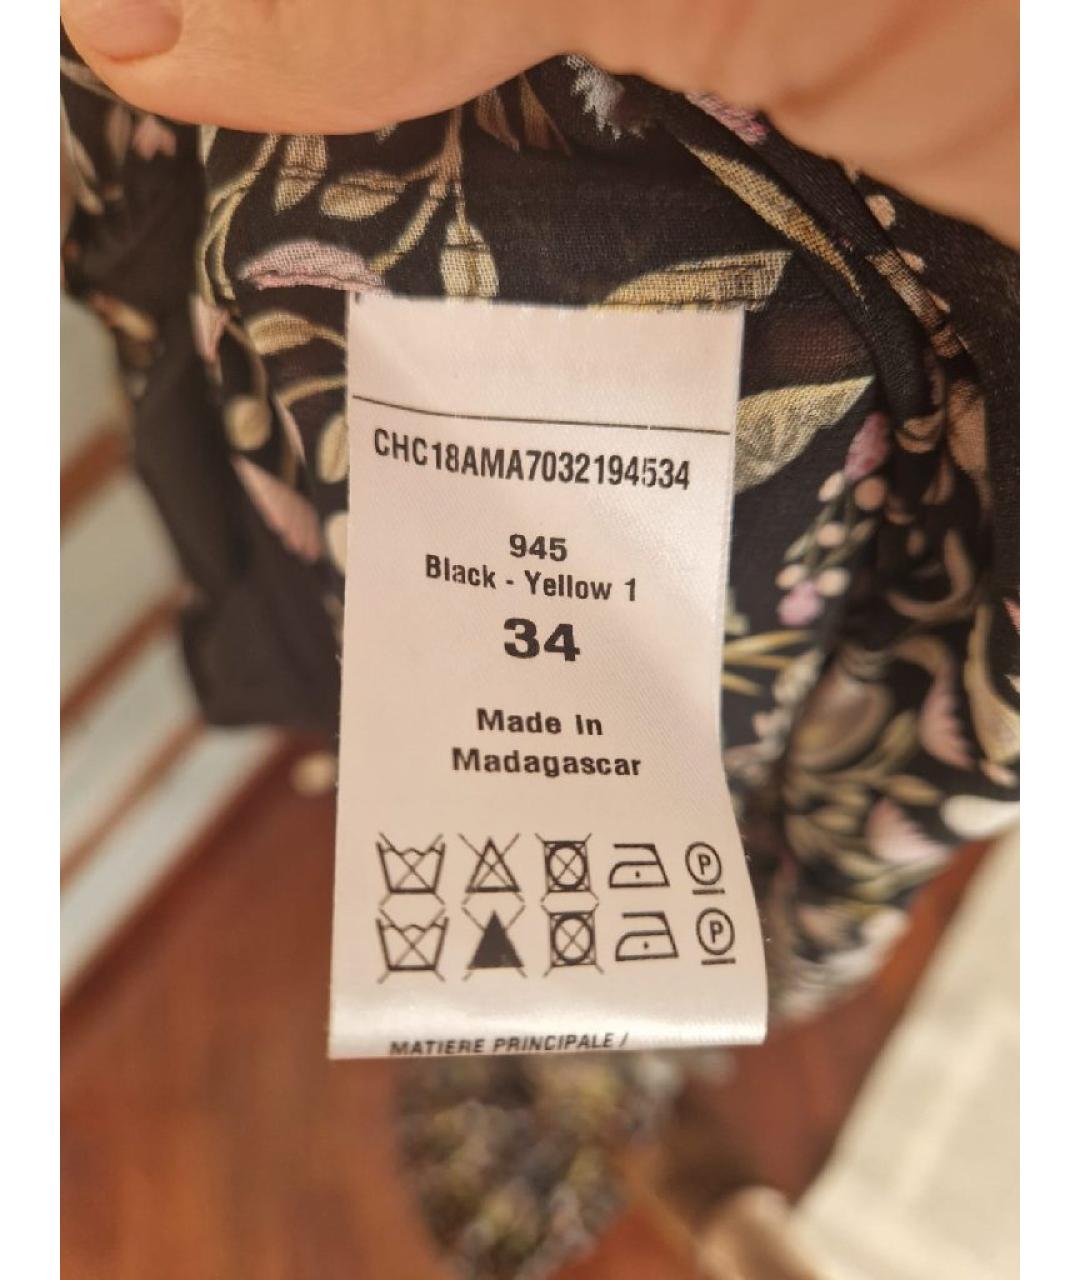 CHC18AMA7032194534
945
Black - Yellow 1
34
Made In
Madagascar
P
P
MATIERE PRINCIPALE /